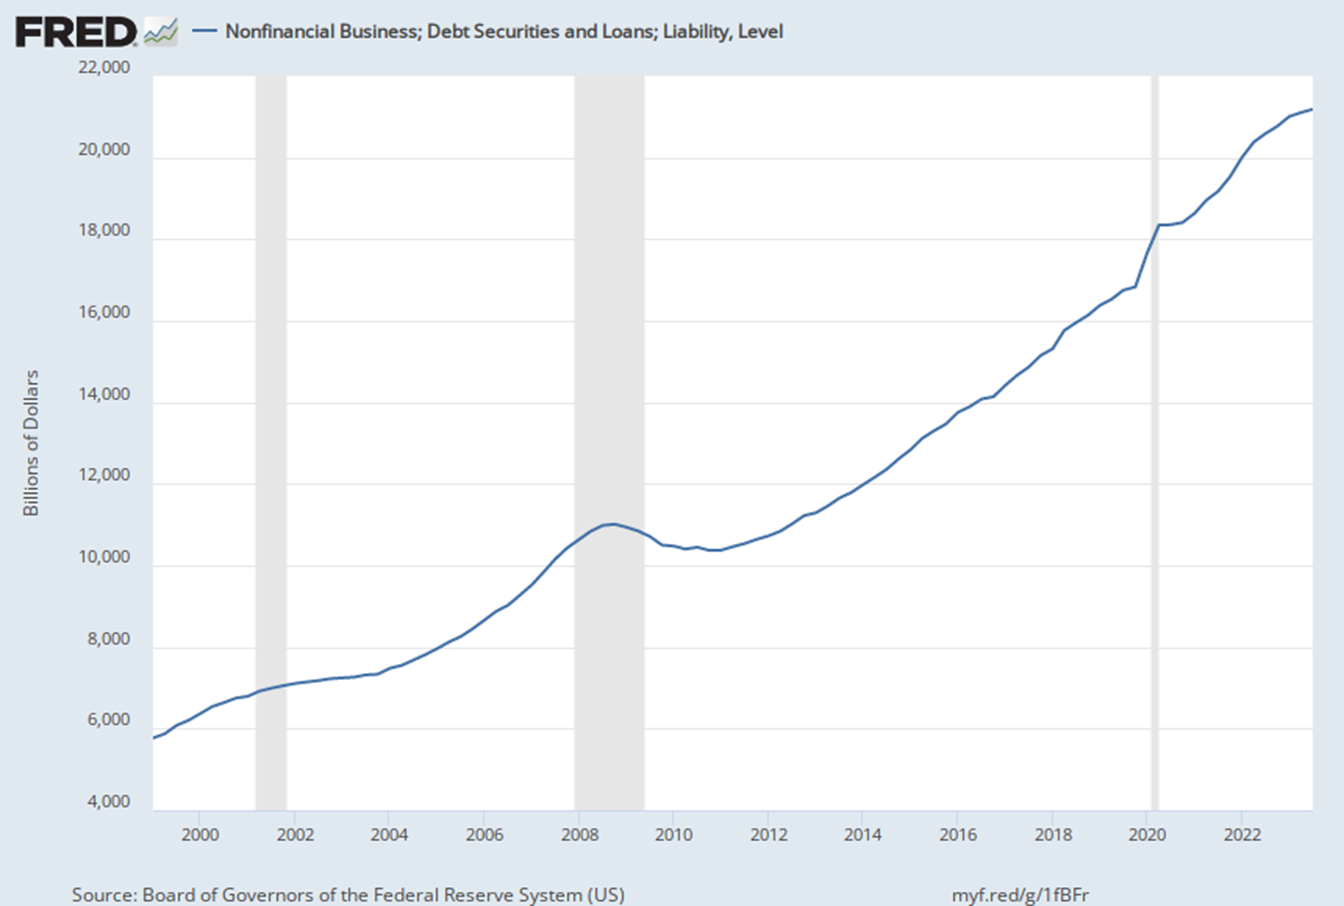 FRED
Nonfinancial Business; Debt Securities and Loans; Liability, Level
22,000
20,000
18,000
16,000
14,000
12,000
10,000
8,000
6,000
4,000
Billions of Dollars
2000 2002 2004 2006 2008 2010 2012 2014 2016 2018 2020 2022
Source: Board of Governors of the Federal Reserve System (US) myf.red/g/1fBFr